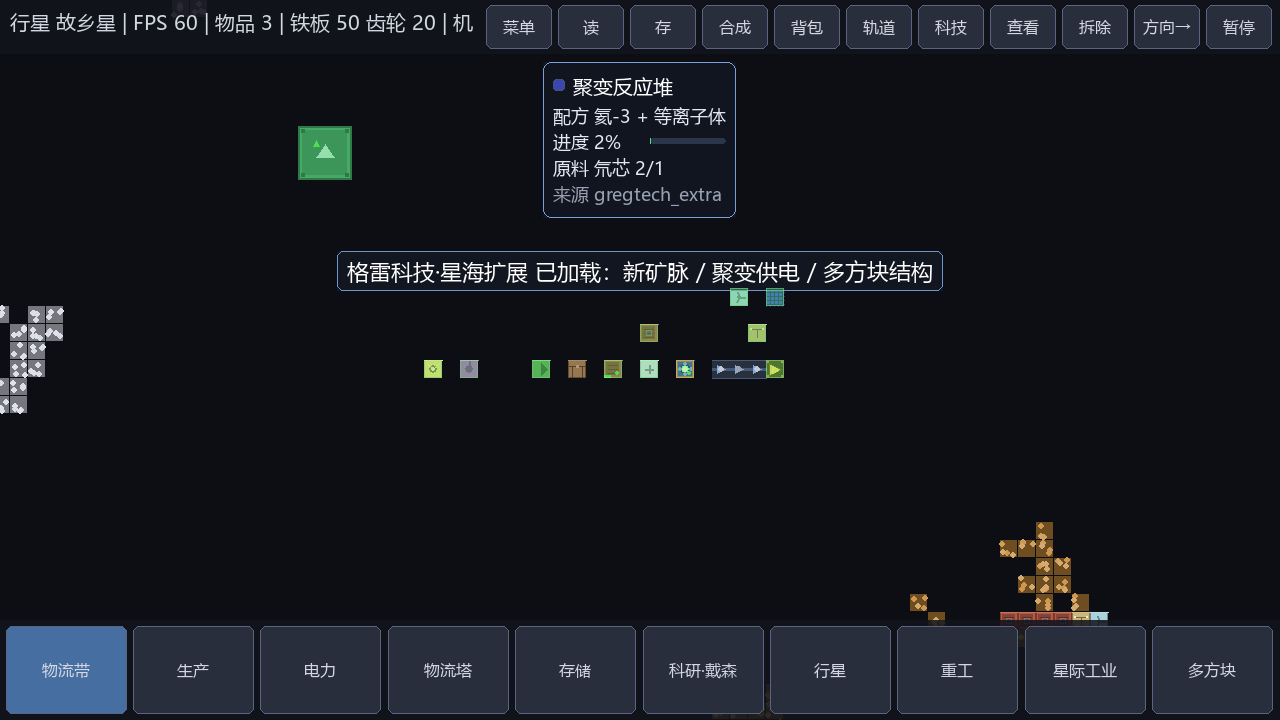 行星 故乡星 | FPS 60 | 物品 3 | 铁板 50 齿轮 20 | 机
菜单 读 存 合成 背包 轨道 科技 查看 拆除 方向→ 暂停
聚变反应堆
配方 氦-3 + 等离子体
进度 2%
原料 氘芯 2/1
来源 gregtech_extra
格雷科技·星海扩展 已加载：新矿脉 / 聚变供电 / 多方块结构
物流带 生产 电力 物流塔 存储 科研·戴森 行星 重工 星际工业 多方块